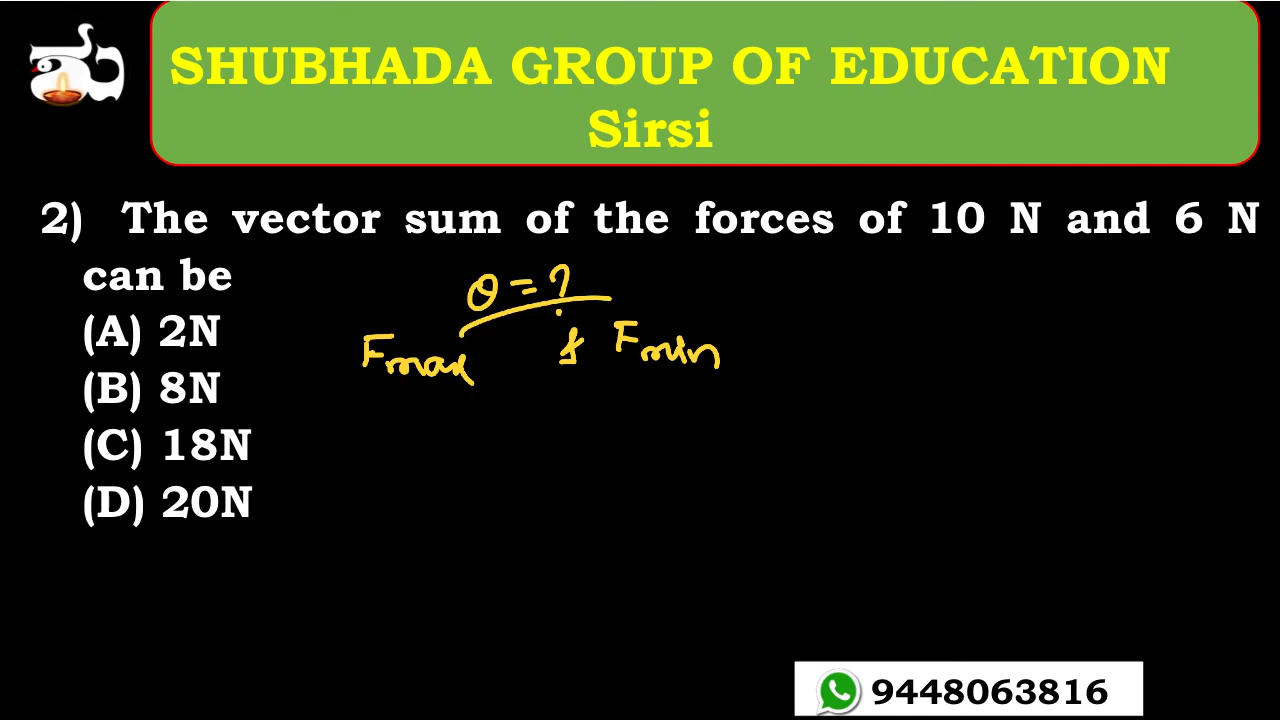 SHUBHADA GROUP OF EDUCATION
Sirsi
2) The vector sum of the forces of 10 N and 6 N
can be
θ = ?
(A) 2N
Fmax & Fmin
(B) 8N
(C) 18N
(D) 20N
9448063816